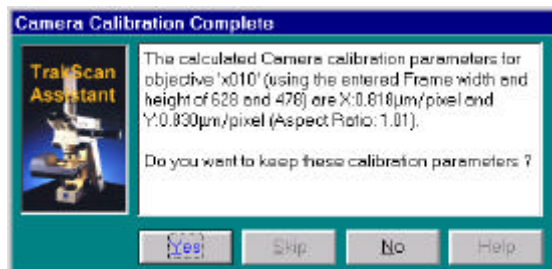 Camera Calibration Complete
TrakScan
Assistant
The calculated Camera calibration parameters for
objective 'x010' (using the entered Frame width and
height of 628 and 478) are X:0.818µm/pixel and
Y:0.830µm/pixel (Aspect Ratio: 1.01).
Do you want to keep these calibration parameters ?
Yes
Skip
No
Help